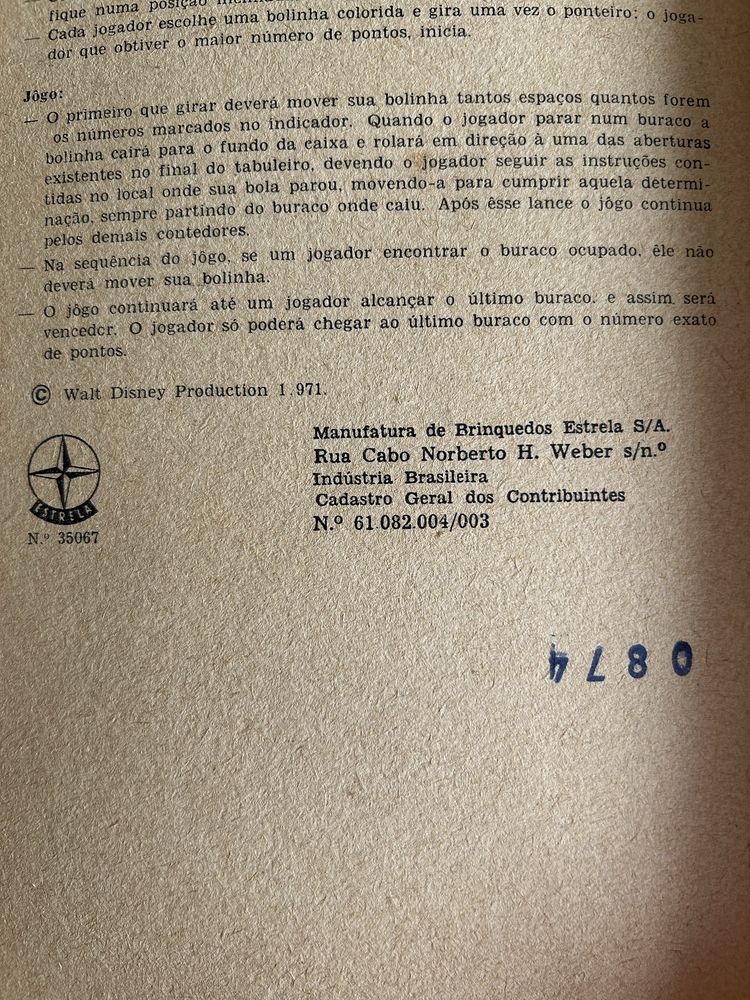 fique numa posição
— Cada jogador escolhe uma bolinha colorida e gira uma vez o ponteiro; o joga-
dor que obtiver o maior número de pontos, inicia.
Jôgo:
— O primeiro que girar deverá mover sua bolinha tantos espaços quantos forem
os números marcados no indicador. Quando o jogador parar num buraco a
bolinha cairá para o fundo da caixa e rolará em direção à uma das aberturas
existentes no final do tabuleiro, devendo o jogador seguir as instruções con-
tidas no local onde sua bola parou, movendo-a para cumprir aquela determi-
nação, sempre partindo do buraco onde caiu. Após êsse lance o jôgo continua
pelos demais contedores.
— Na sequência do jôgo, se um jogador encontrar o buraco ocupado, êle não
deverá mover sua bolinha.
— O jôgo continuará até um jogador alcançar o último buraco, e assim será
vencedor. O jogador só poderá chegar ao último buraco com o número exato
de pontos.
© Walt Disney Production 1.971.
Manufatura de Brinquedos Estrela S/A.
Rua Cabo Norberto H. Weber s/n.º
Indústria Brasileira
Cadastro Geral dos Contribuintes
N.º 61.082.004/003
ESTRELA
N.º 35067
0874